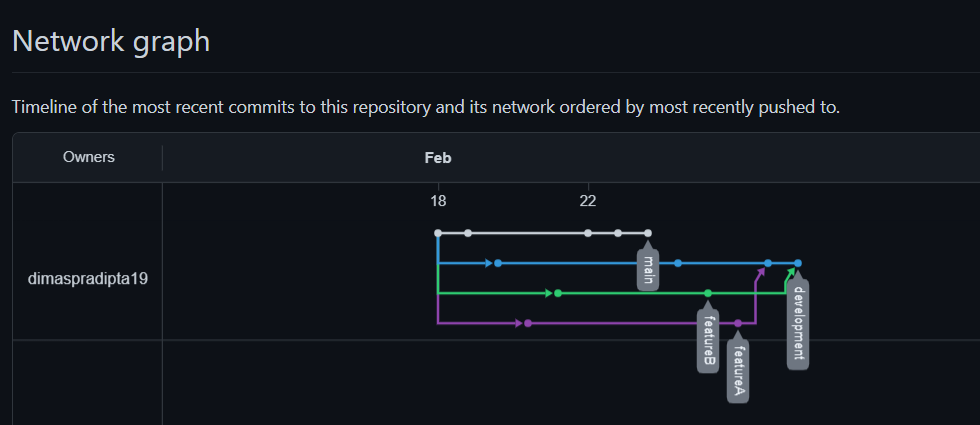 Network graph
Timeline of the most recent commits to this repository and its network ordered by most recently pushed to.
Owners
Feb
18
22
dimaspradipta19
main
development
featureB
featureA